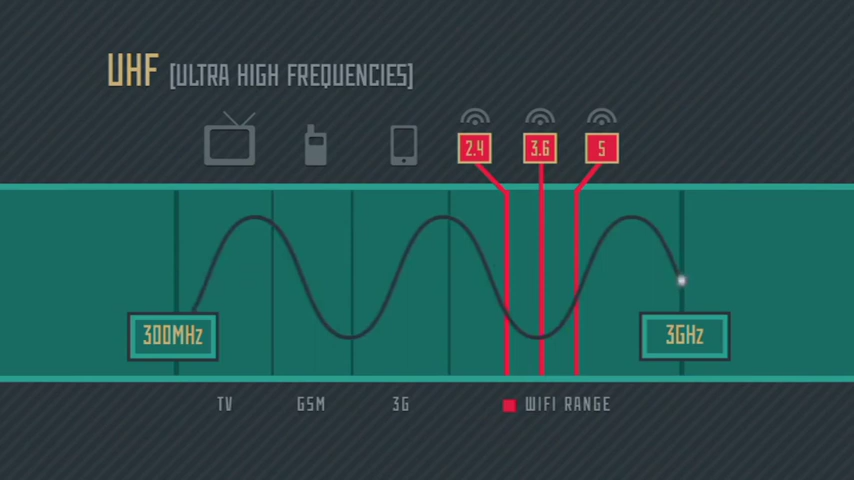 UHF [ULTRA HIGH FREQUENCIES]
2.4 3.6 5
300MHz 3GHz
TV GSM 3G WIFI RANGE